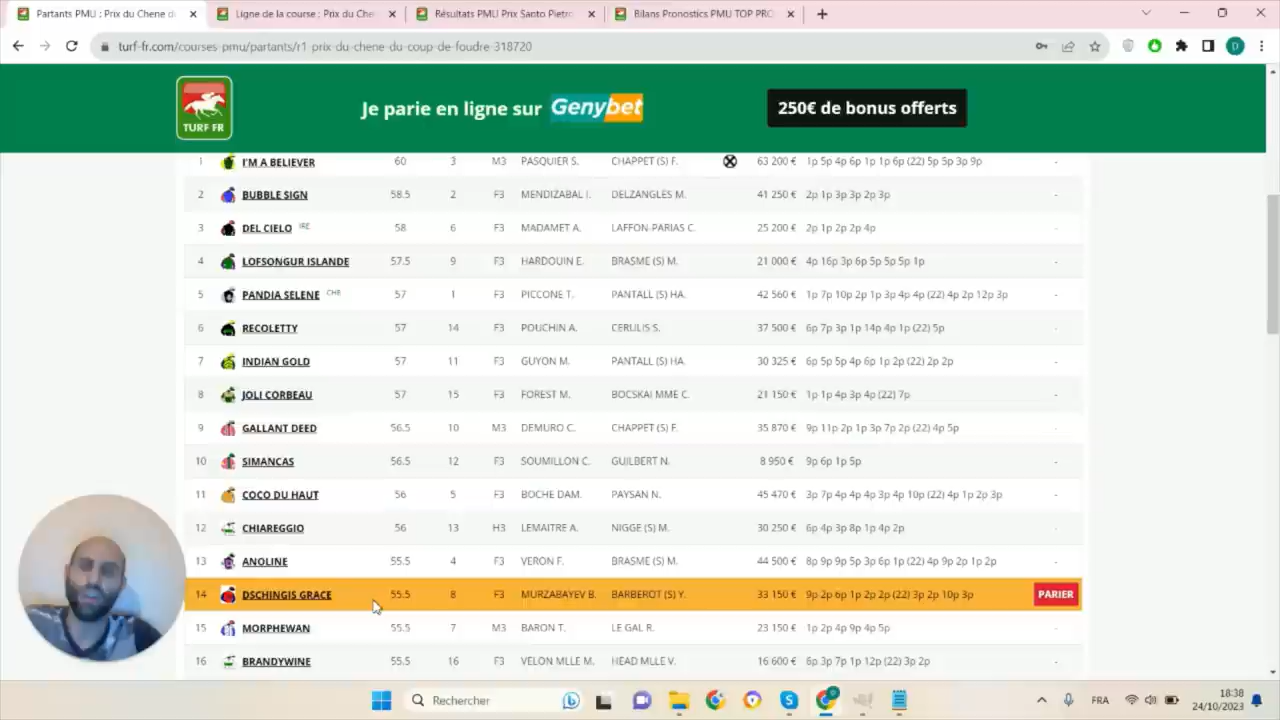 Partants PMU : Prix du Chene d
Ligne de la course : Prix du Che
Résultats PMU Prix Santo Pietro
Bilans Pronostics PMU TOP PRO
turf-fr.com/courses-pmu/partants/r1-prix-du-chene-du-coup-de-foudre-318720
TURF FR
Je parie en ligne sur Genybet
250€ de bonus offerts
1 I'M A BELIEVER 60 3 M3 PASQUIER S. CHAPPET (S) F. 63 200 € 1p 5p 4p 6p 1p 1p 6p (22) 5p 5p 3p 9p -
2 BUBBLE SIGN 58.5 2 F3 MENDIZABAL I. DELZANGLES M. 41 250 € 2p 1p 3p 3p 2p 3p -
3 DEL CIELO IRE 58 6 F3 MADAMET A. LAFFON-PARIAS C. 25 200 € 2p 1p 2p 2p 4p -
4 LOFSONGUR ISLANDE 57.5 9 F3 HARDOUIN E. BRASME (S) M. 21 000 € 4p 16p 3p 6p 5p 5p 5p 1p -
5 PANDIA SELENE CHE 57 1 F3 PICCONE T. PANTALL (S) HA. 42 560 € 1p 7p 10p 2p 1p 3p 4p 4p (22) 4p 2p 12p 3p -
6 RECOLETTY 57 14 F3 POUCHIN A. CERULIS S. 37 500 € 6p 7p 3p 1p 14p 4p 1p (22) 5p -
7 INDIAN GOLD 57 11 F3 GUYON M. PANTALL (S) HA. 30 325 € 6p 5p 5p 4p 6p 1p 2p (22) 2p 2p -
8 JOLI CORBEAU 57 15 F3 FOREST M. BOCSKAI MME C. 21 150 € 1p 1p 4p 3p 4p (22) 7p -
9 GALLANT DEED 56.5 10 M3 DEMURO C. CHAPPET (S) F. 35 870 € 9p 11p 2p 1p 3p 7p 2p (22) 4p 5p -
10 SIMANCAS 56.5 12 F3 SOUMILLON C. GUILBERT N. 8 950 € 9p 6p 1p 5p -
11 COCO DU HAUT 56 5 F3 BOCHE DAM. PAYSAN N. 45 470 € 3p 7p 4p 4p 4p 3p 4p 10p (22) 4p 1p 2p 3p -
12 CHIAREGGIO 56 13 H3 LEMAITRE A. NIGGE (S) M. 30 250 € 6p 4p 3p 8p 1p 4p 2p -
13 ANOLINE 55.5 4 F3 VERON F. BRASME (S) M. 44 500 € 8p 9p 9p 5p 3p 6p 1p (22) 4p 9p 2p 1p 2p -
14 DSCHINGIS GRACE 55.5 8 F3 MURZABAYEV B. BARBEROT (S) Y. 33 150 € 9p 2p 6p 1p 2p 2p (22) 3p 2p 10p 3p PARIER
15 MORPHEWAN 55.5 7 M3 BARON T. LE GAL R. 23 150 € 1p 2p 4p 9p 4p 5p -
16 BRANDYWINE 55.5 16 F3 VELON MLLE M. HEAD MLLE V. 16 600 € 6p 3p 7p 1p 12p (22) 3p 2p -
Rechercher FRA 18:38
24/10/2023